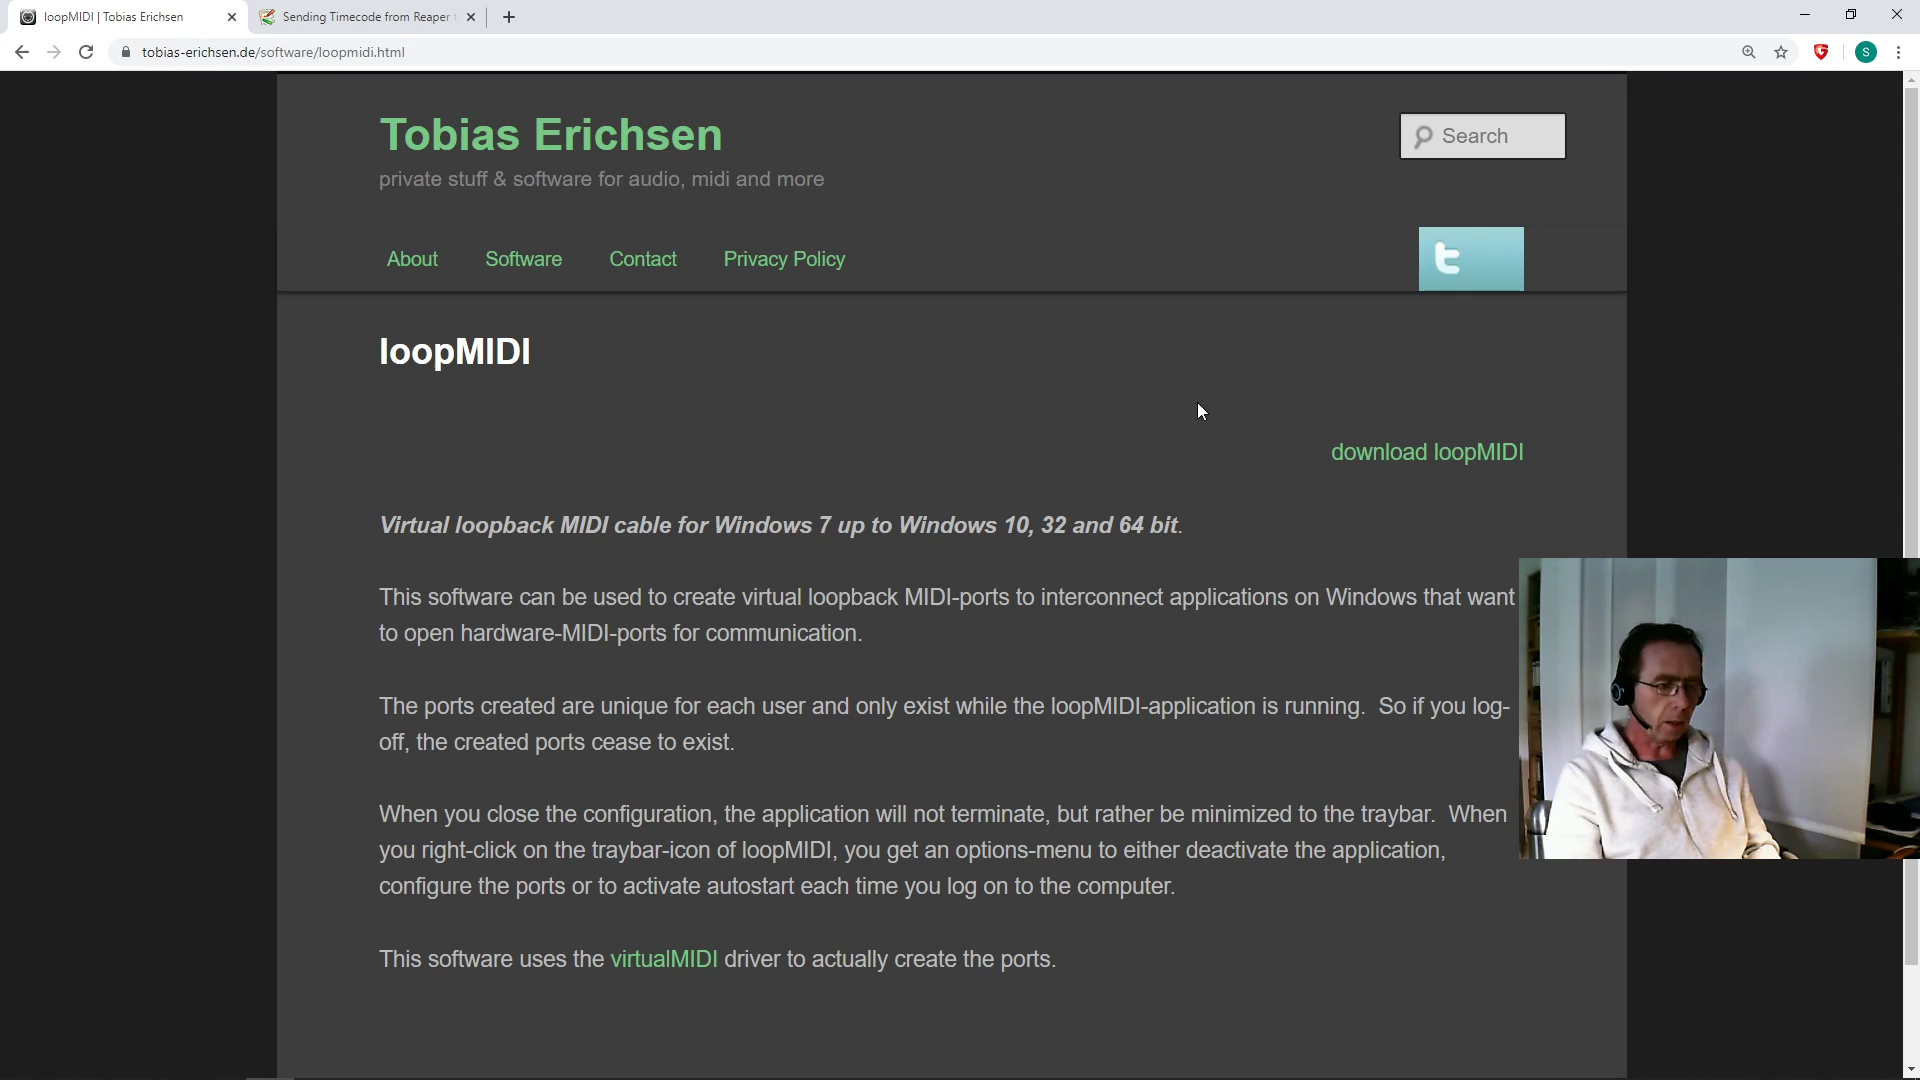 loopMIDI | Tobias Erichsen
Sending Timecode from Reaper t
tobias-erichsen.de/software/loopmidi.html
S
Tobias Erichsen
Search
private stuff & software for audio, midi and more
About Software Contact Privacy Policy
t
loopMIDI
download loopMIDI
Virtual loopback MIDI cable for Windows 7 up to Windows 10, 32 and 64 bit.
This software can be used to create virtual loopback MIDI-ports to interconnect applications on Windows that want
to open hardware-MIDI-ports for communication.
The ports created are unique for each user and only exist while the loopMIDI-application is running. So if you log-
off, the created ports cease to exist.
When you close the configuration, the application will not terminate, but rather be minimized to the traybar. When
you right-click on the traybar-icon of loopMIDI, you get an options-menu to either deactivate the application,
configure the ports or to activate autostart each time you log on to the computer.
This software uses the virtualMIDI driver to actually create the ports.